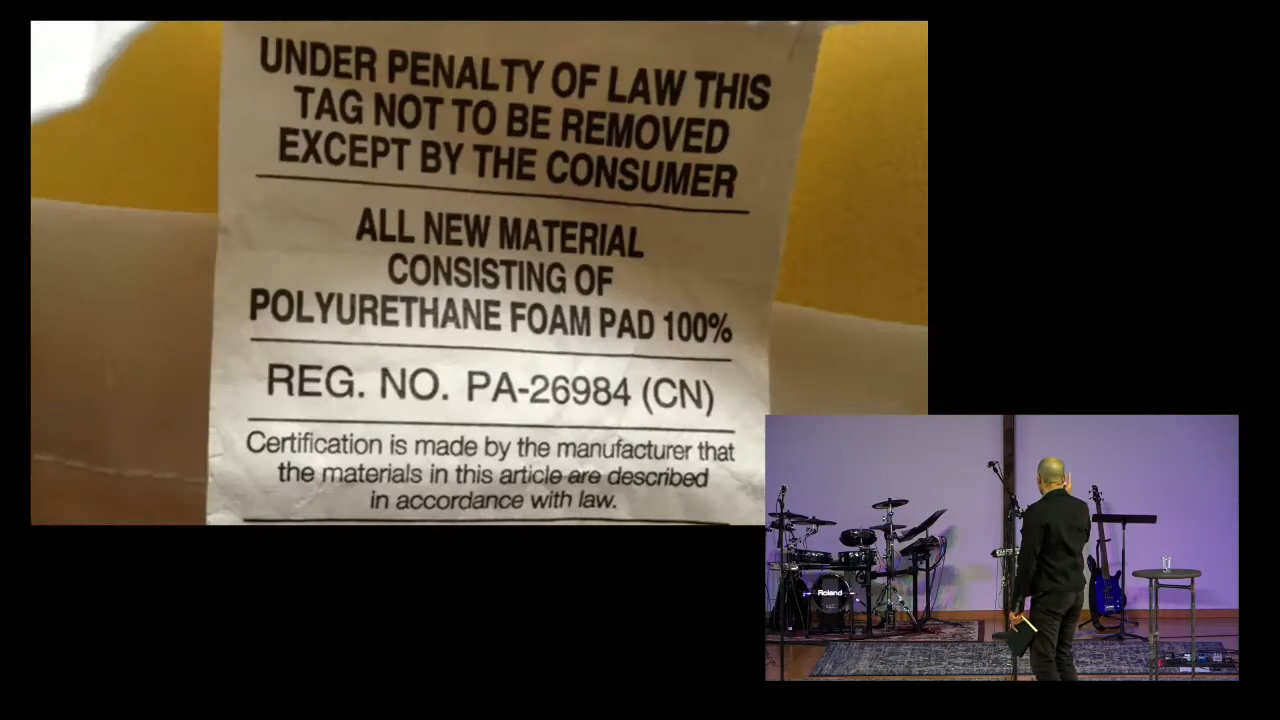 UNDER PENALTY OF LAW THIS
TAG NOT TO BE REMOVED
EXCEPT BY THE CONSUMER
ALL NEW MATERIAL
CONSISTING OF
POLYURETHANE FOAM PAD 100%
REG. NO. PA-26984 (CN)
Certification is made by the manufacturer that
the materials in this article are described
in accordance with law.
Roland